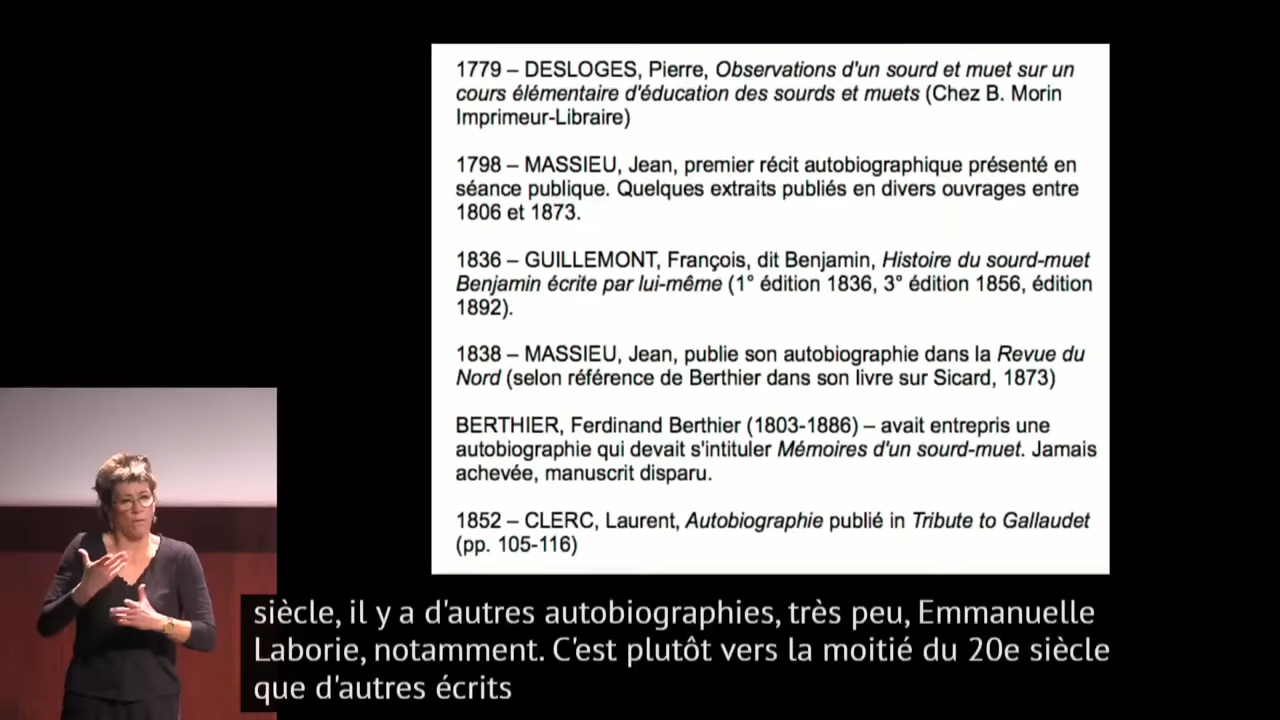 1779 – DESLOGES, Pierre, Observations d'un sourd et muet sur un
cours élémentaire d'éducation des sourds et muets (Chez B. Morin
Imprimeur-Libraire)
1798 – MASSIEU, Jean, premier récit autobiographique présenté en
séance publique. Quelques extraits publiés en divers ouvrages entre
1806 et 1873.
1836 – GUILLEMONT, François, dit Benjamin, Histoire du sourd-muet
Benjamin écrite par lui-même (1° édition 1836, 3° édition 1856, édition
1892).
1838 – MASSIEU, Jean, publie son autobiographie dans la Revue du
Nord (selon référence de Berthier dans son livre sur Sicard, 1873)
BERTHIER, Ferdinand Berthier (1803-1886) – avait entrepris une
autobiographie qui devait s'intituler Mémoires d'un sourd-muet. Jamais
achevée, manuscrit disparu.
1852 – CLERC, Laurent, Autobiographie publié in Tribute to Gallaudet
(pp. 105-116)
siècle, il y a d'autres autobiographies, très peu, Emmanuelle
Laborie, notamment. C'est plutôt vers la moitié du 20e siècle
que d'autres écrits